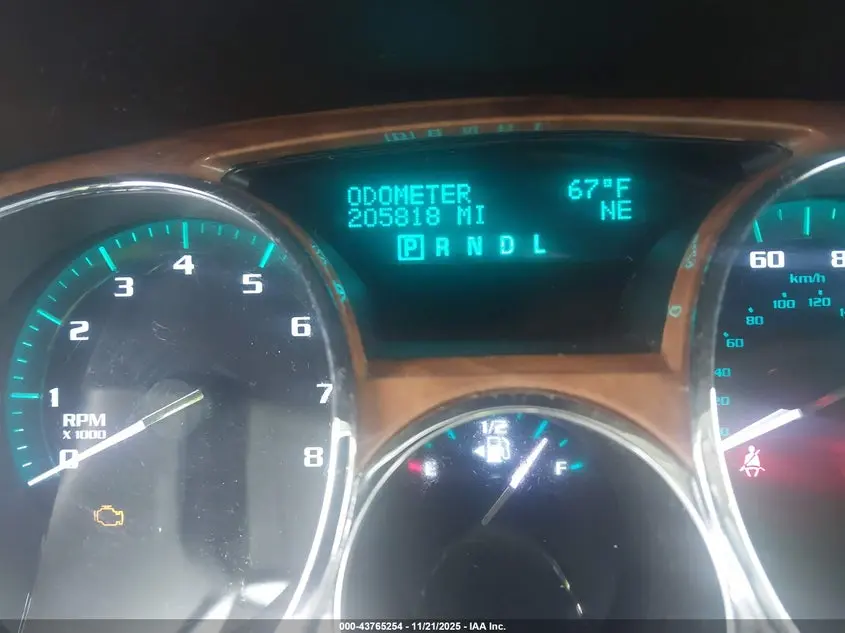 ODOMETER 67°F
205818 MI NE
P R N D L
0 1 2 3 4 5 6 7 8
RPM
X 1000
E 1/2 F
60
km/h
60 80 100 120
40
000-43765254 - 11/21/2025 - IAA Inc.